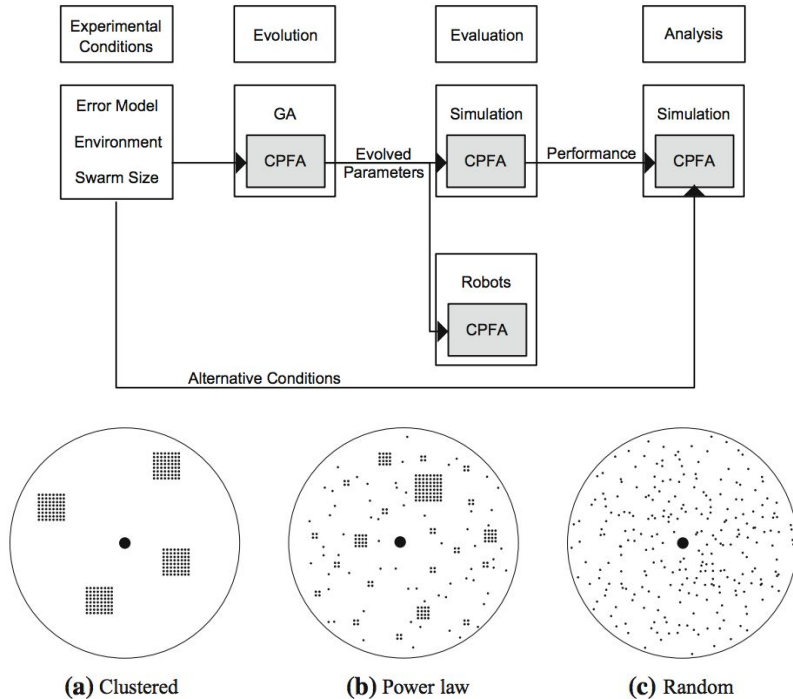 Experimental
Conditions
Evolution
Evaluation
Analysis
Error Model
Environment
Swarm Size
GA
CPFA
Evolved
Parameters
Simulation
CPFA
Performance
Simulation
CPFA
Robots
CPFA
Alternative Conditions
(a) Clustered
(b) Power law
(c) Random